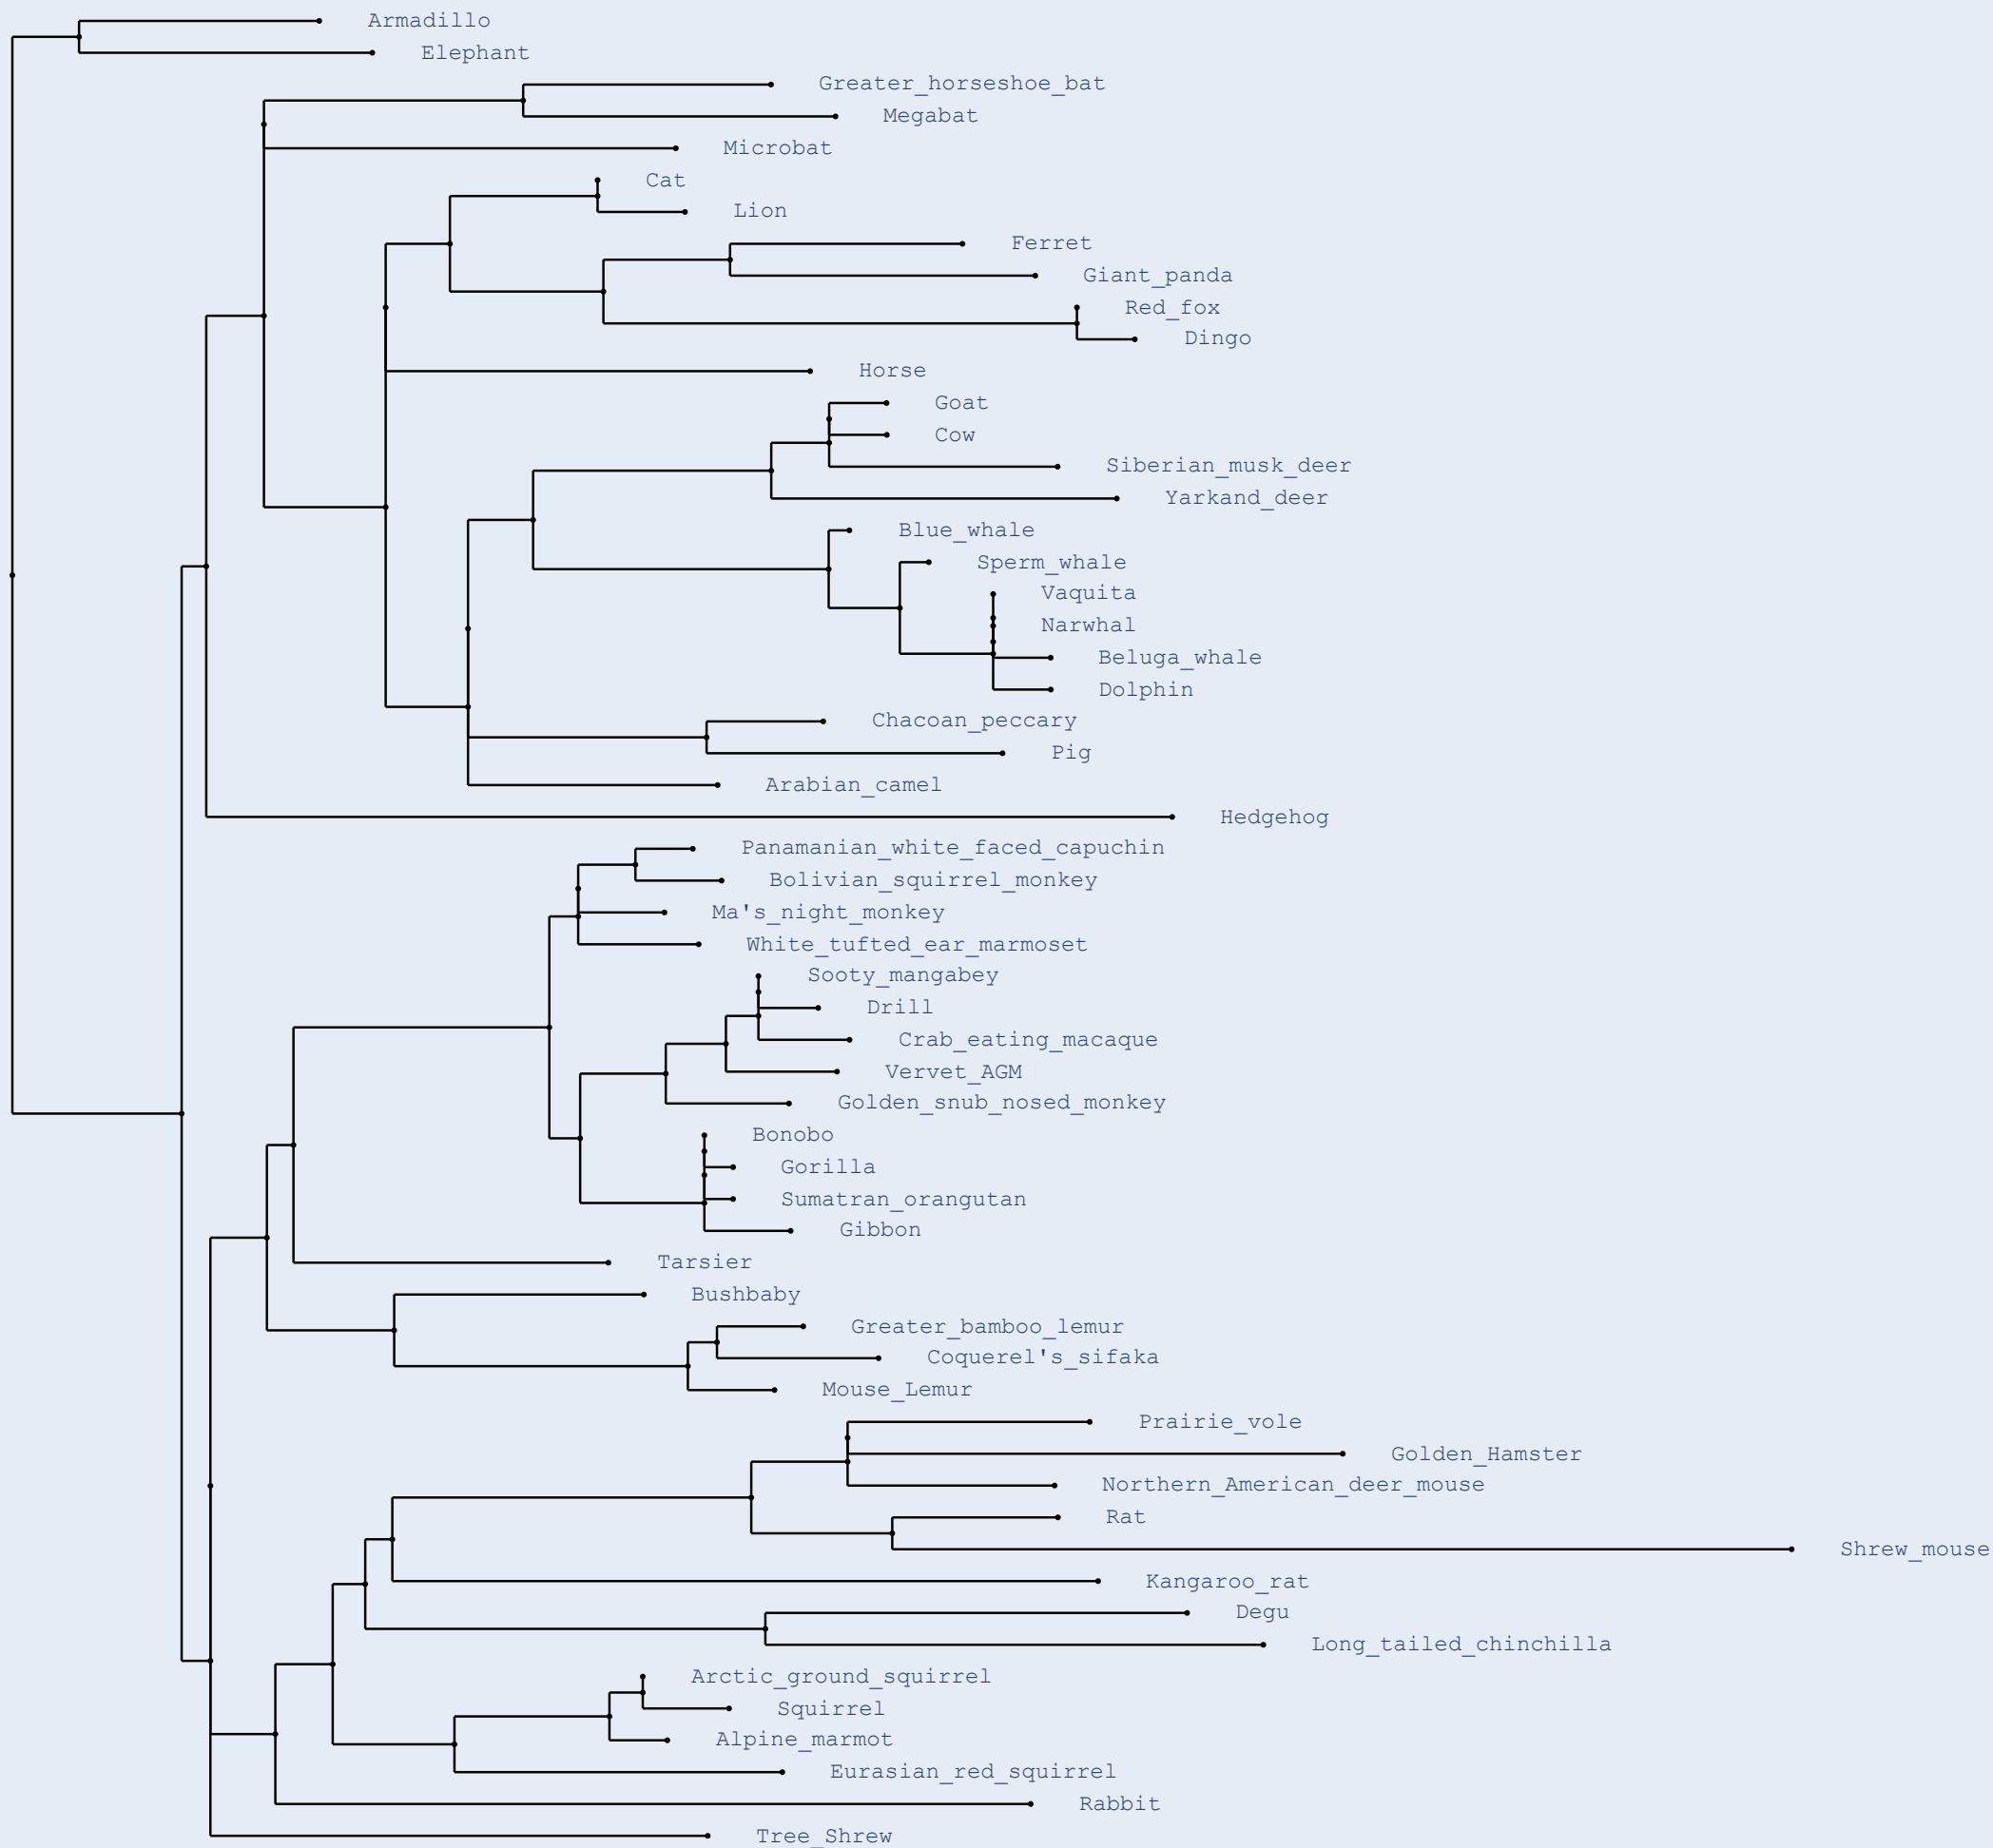 Armadillo
Elephant
Greater_horseshoe_bat
Megabat
Microbat
Cat
Lion
Ferret
Giant_panda
Red_fox
Dingo
Horse
Goat
Cow
Siberian_musk_deer
Yarkand_deer
Blue_whale
Sperm_whale
Vaquita
Narwhal
Beluga_whale
Dolphin
Chacoan_peccary
Pig
Arabian_camel
Hedgehog
Panamanian_white_faced_capuchin
Bolivian_squirrel_monkey
Ma's_night_monkey
White_tufted_ear_marmoset
Sooty_mangabey
Drill
Crab_eating_macaque
Vervet_AGM
Golden_snub_nosed_monkey
Bonobo
Gorilla
Sumatran_orangutan
Gibbon
Tarsier
Bushbaby
Greater_bamboo_lemur
Coquerel's_sifaka
Mouse_Lemur
Prairie_vole
Golden_Hamster
Northern_American_deer_mouse
Rat
Shrew_mouse
Kangaroo_rat
Degu
Long_tailed_chinchilla
Arctic_ground_squirrel
Squirrel
Alpine_marmot
Eurasian_red_squirrel
Rabbit
Tree_Shrew